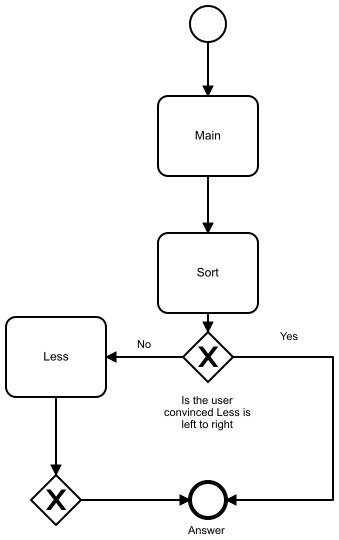 Main
Sort
Yes
No
Less
Is the user
convinced Less is
left to right
Answer